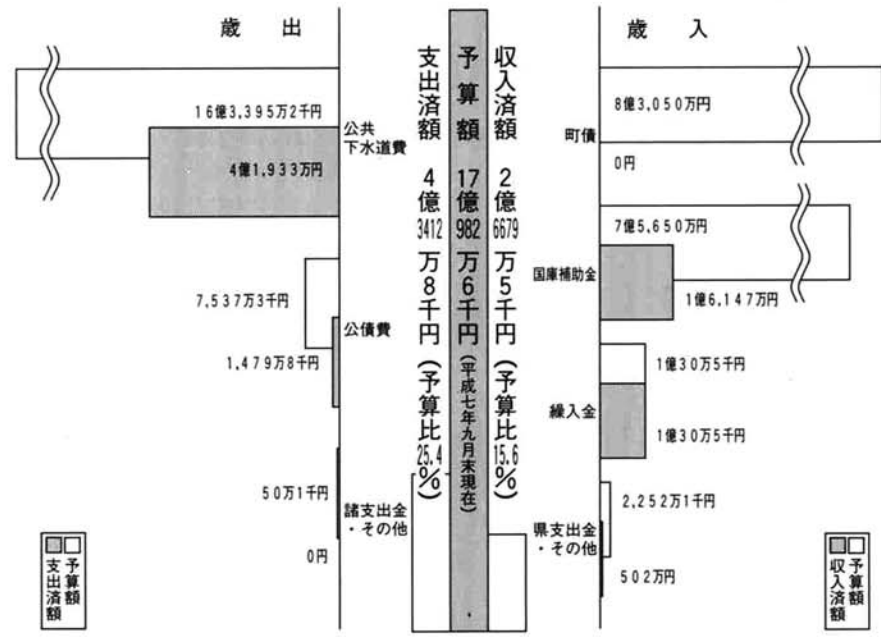 歳出
歳入
16億3,395万2千円
公共
下水道費
4億1,933万円
7,537万3千円
公債費
1,479万8千円
50万1千円
諸支出金
・その他
0円
支出済額
予算額
収入済額 2億6679万5千円(予算比15.6%)
予算額 17億982万6千円(平成七年九月末現在)
支出済額 4億3412万8千円(予算比25.4%)
8億3,050万円
町債
0円
7億5,650万円
国庫補助金
1億6,147万円
1億30万5千円
繰入金
1億30万5千円
2,252万1千円
県支出金
・その他
502万円
予算額
収入済額